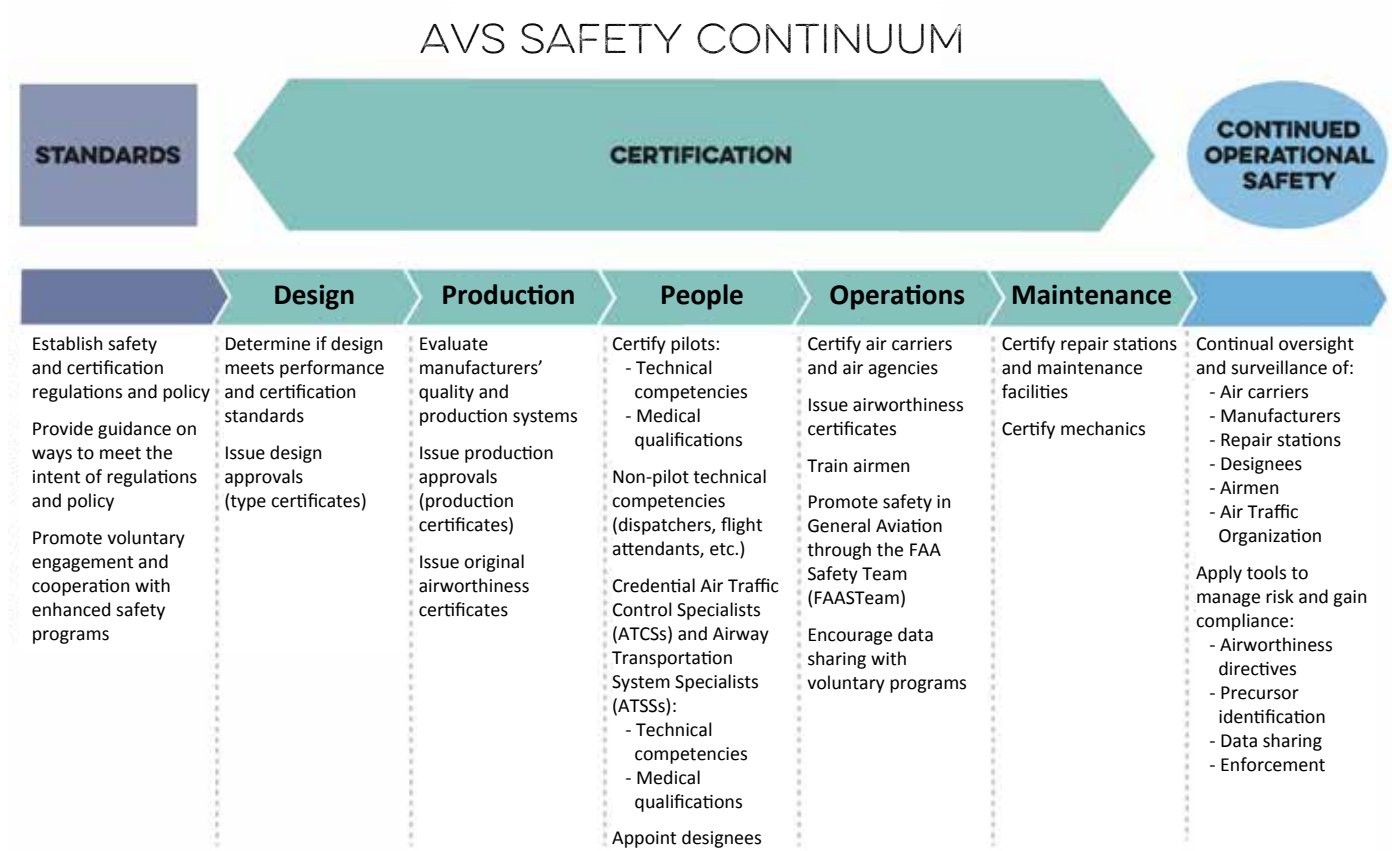 AVS SAFETY CONTINUUM
STANDARDS
CERTIFICATION
CONTINUED
OPERATIONAL
SAFETY
Design
Production
People
Operations
Maintenance
Establish safety
and certification
regulations and policy
Provide guidance on
ways to meet the
intent of regulations
and policy
Promote voluntary
engagement and
cooperation with
enhanced safety
programs
Determine if design
meets performance
and certification
standards
Issue design
approvals
(type certificates)
Evaluate
manufacturers’
quality and
production systems
Issue production
approvals
(production
certificates)
Issue original
airworthiness
certificates
Certify pilots:
- Technical
competencies
- Medical
qualifications
Non-pilot technical
competencies
(dispatchers, flight
attendants, etc.)
Credential Air Traffic
Control Specialists
(ATCSs) and Airway
Transportation
System Specialists
(ATSSs):
- Technical
competencies
- Medical
qualifications
Appoint designees
Certify air carriers
and air agencies
Issue airworthiness
certificates
Train airmen
Promote safety in
General Aviation
through the FAA
Safety Team
(FAASTeam)
Encourage data
sharing with
voluntary programs
Certify repair stations
and maintenance
facilities
Certify mechanics
Continual oversight
and surveillance of:
- Air carriers
- Manufacturers
- Repair stations
- Designees
- Airmen
- Air Traffic
Organization
Apply tools to
manage risk and gain
compliance:
- Airworthiness
directives
- Precursor
identification
- Data sharing
- Enforcement